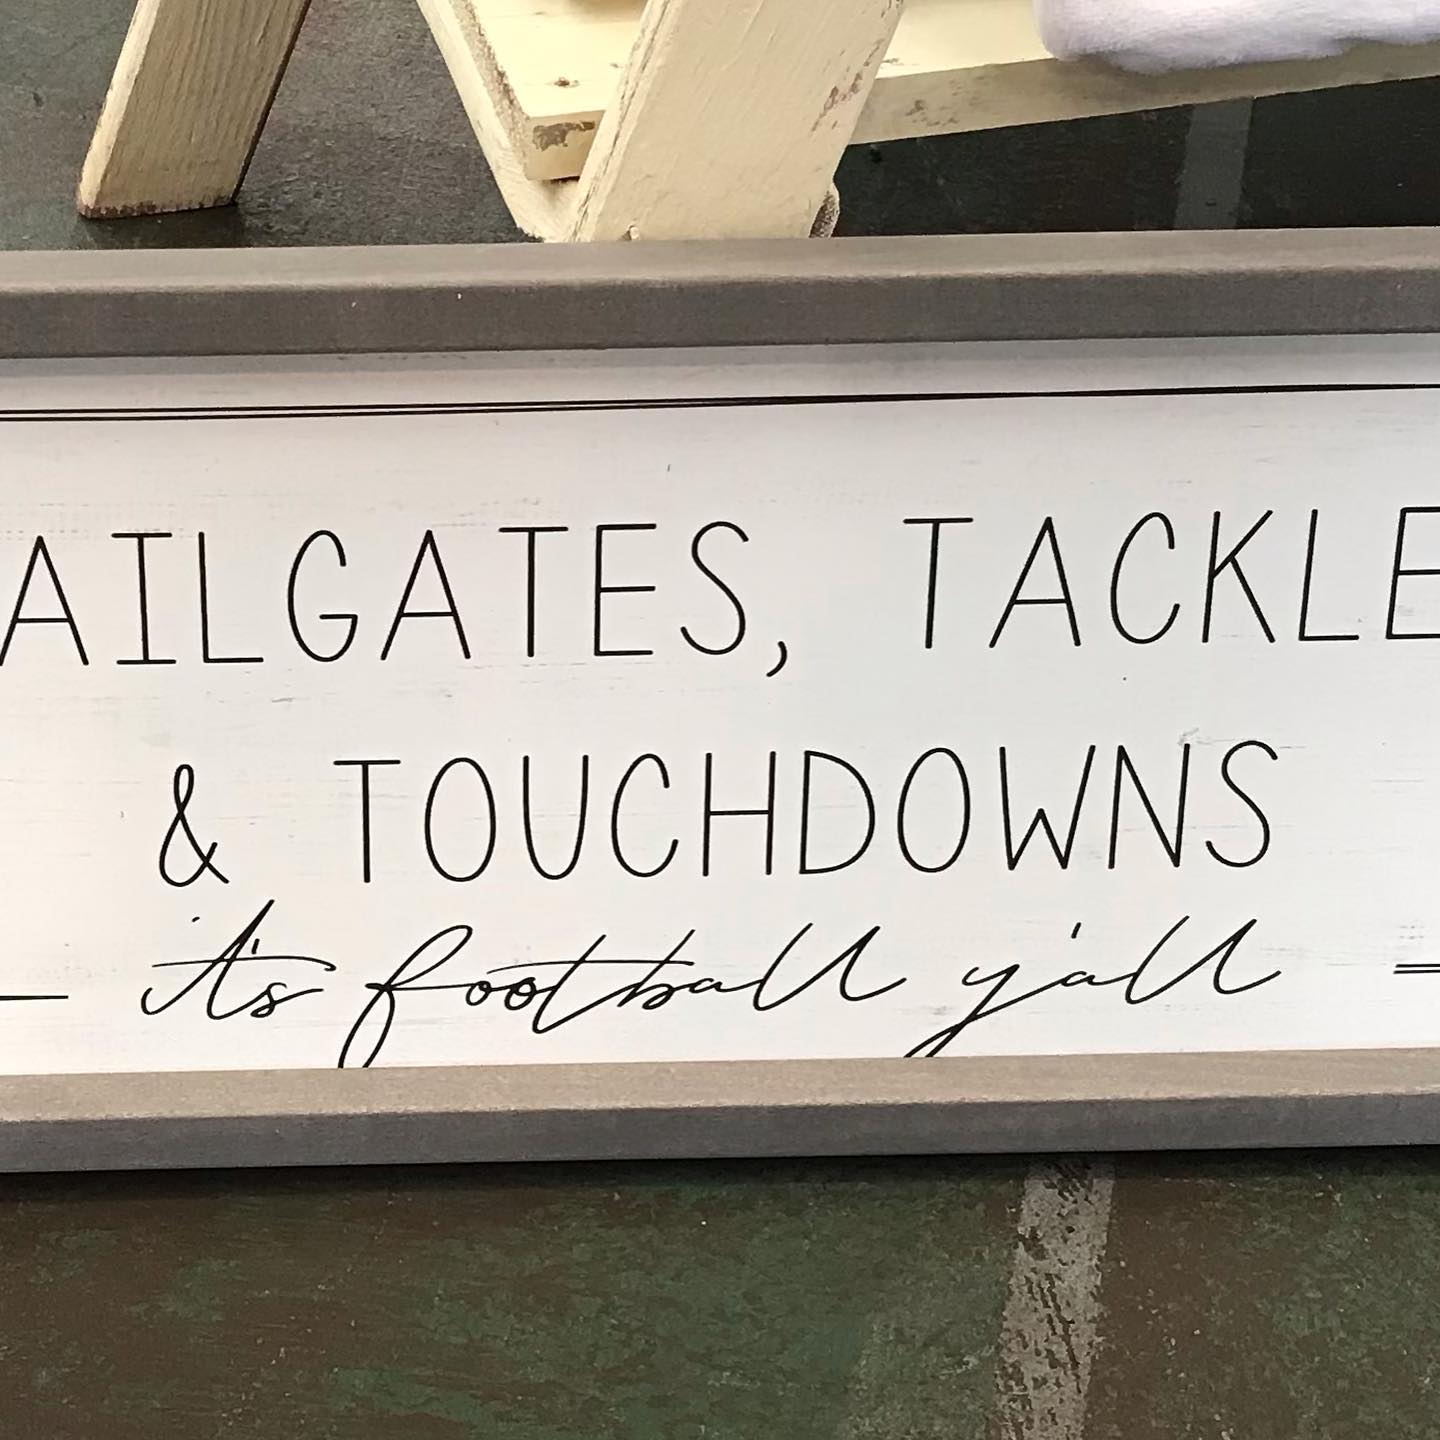 AILGATES, TACKLE
& TOUCHDOWNS
it's football y'all